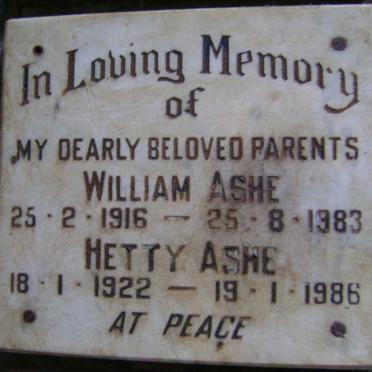 In Loving Memory
of
MY DEARLY BELOVED PARENTS
WILLIAM ASHE
25 · 2 · 1916 — 25 · 8 · 1983
HETTY ASHE
18 · 1 · 1922 — 19 · 1 · 1986
AT PEACE